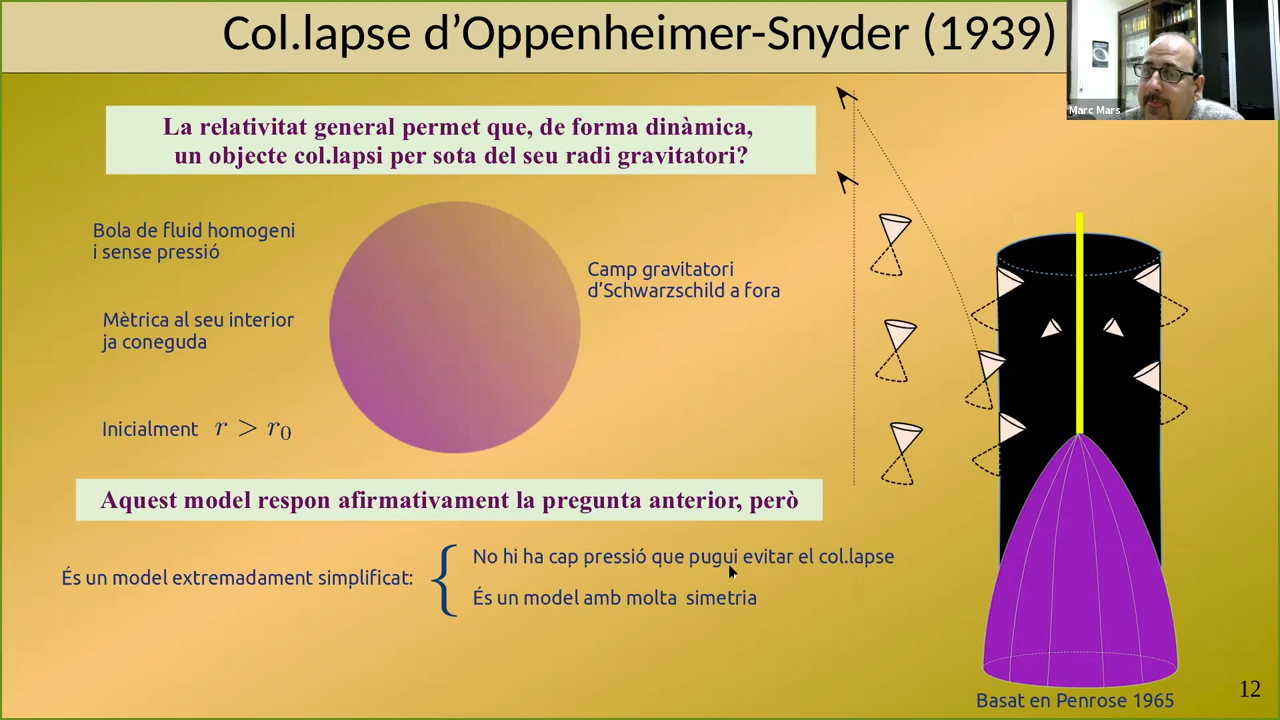 Col.lapse d’Oppenheimer-Snyder (1939)
Marc Mars
La relativitat general permet que, de forma dinàmica,
un objecte col.lapsi per sota del seu radi gravitatori?
Bola de fluid homogeni
i sense pressió
Camp gravitatori
d’Schwarzschild a fora
Mètrica al seu interior
ja coneguda
Inicialment r > r₀
Aquest model respon afirmativament la pregunta anterior, però
És un model extremadament simplificat:
No hi ha cap pressió que pugui evitar el col.lapse
És un model amb molta simetria
Basat en Penrose 1965
12